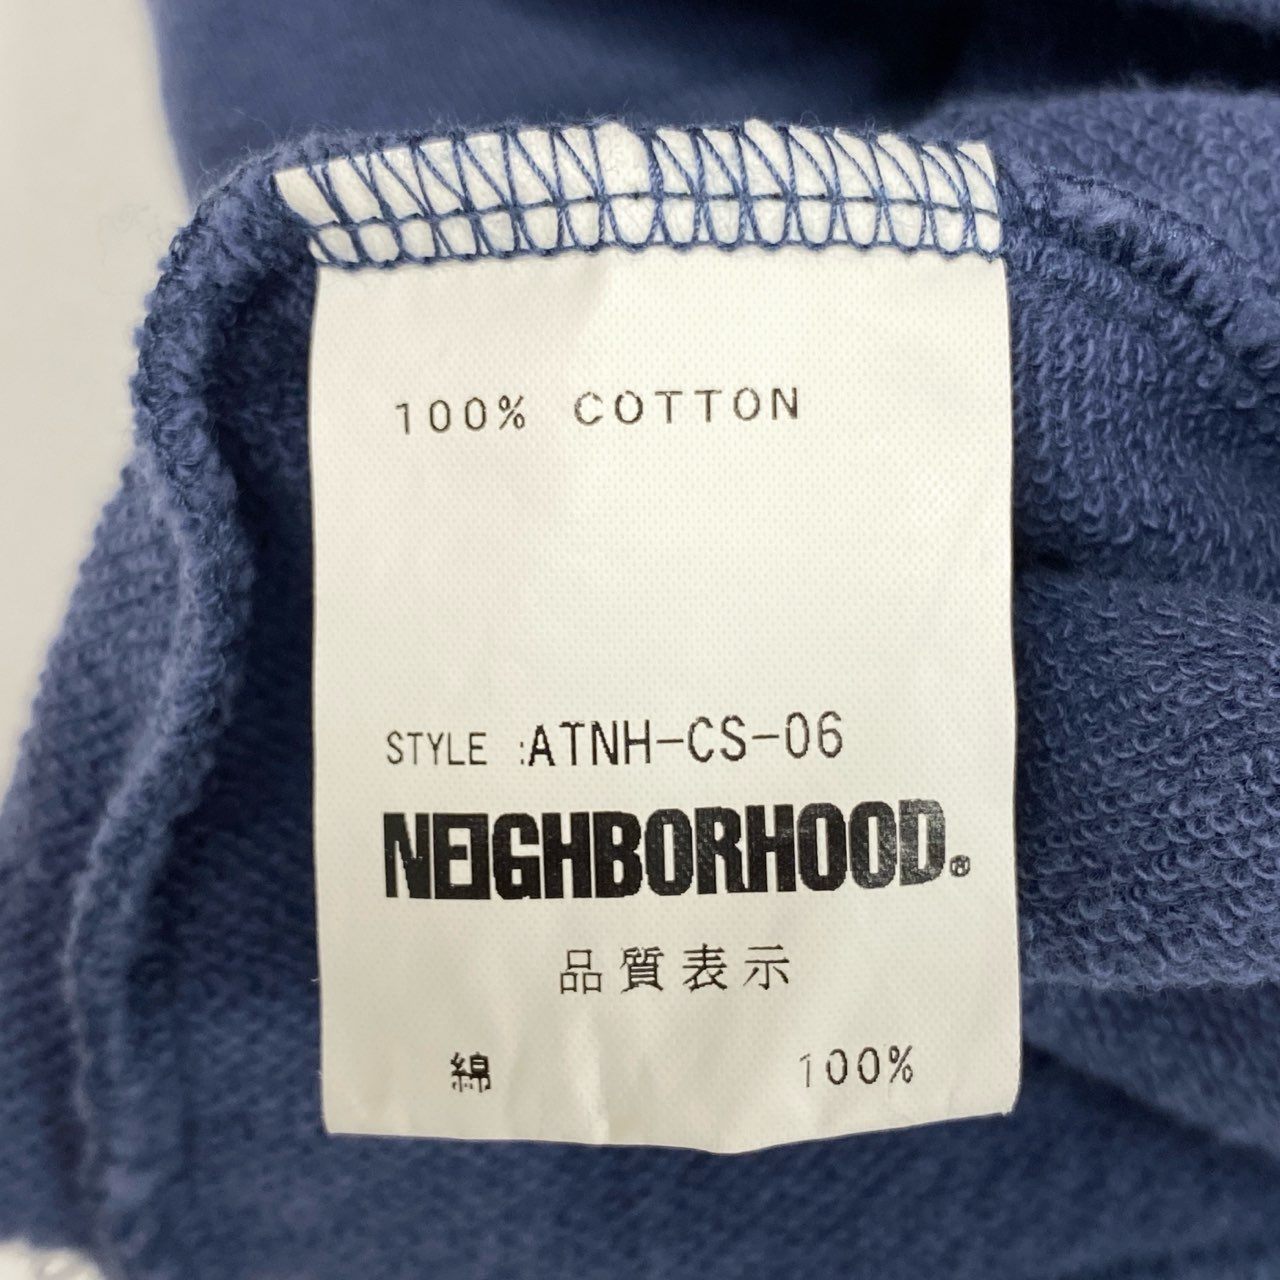 100% COTTON
STYLE :ATNH-CS-06
NEIGHBORHOOD®
品質表示
綿 100%